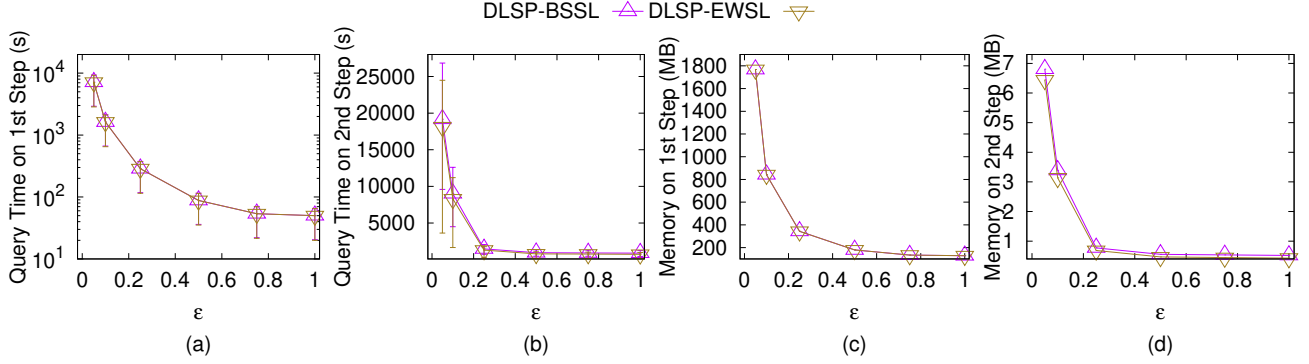 DLSP-BSSL DLSP-EWSL
Query Time on 1st Step (s)
10^4
10^3
10^2
10^1
0 0.2 0.4 0.6 0.8 1
ε
(a)
Query Time on 2nd Step (s)
25000
20000
15000
10000
5000
0 0.2 0.4 0.6 0.8 1
ε
(b)
Memory on 1st Step (MB)
1800
1600
1400
1200
1000
800
600
400
200
0 0.2 0.4 0.6 0.8 1
ε
(c)
Memory on 2nd Step (MB)
7
6
5
4
3
2
1
0 0.2 0.4 0.6 0.8 1
ε
(d)